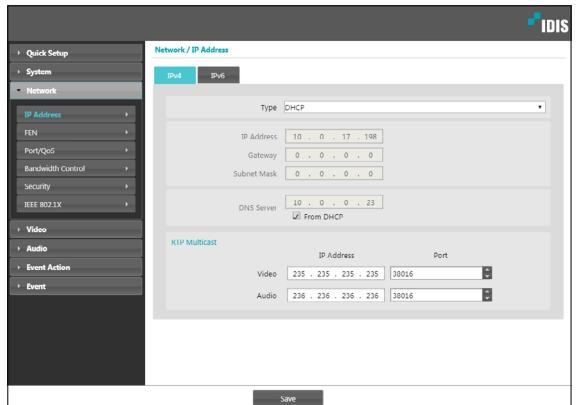 IDIS
Quick Setup
System
Network
IP Address
FEN
Port/QoS
Bandwidth Control
Security
IEEE 802.1X
Video
Audio
Event Action
Event
Network / IP Address
IPv4 IPv6
Type DHCP
IP Address 10 . 0 . 17 . 198
Gateway 0 . 0 . 0 . 0
Subnet Mask 0 . 0 . 0 . 0
DNS Server 10 . 0 . 0 . 23
From DHCP
RTP Multicast
IP Address Port
Video 235 . 235 . 235 . 235 38016
Audio 236 . 236 . 236 . 236 38016
Save